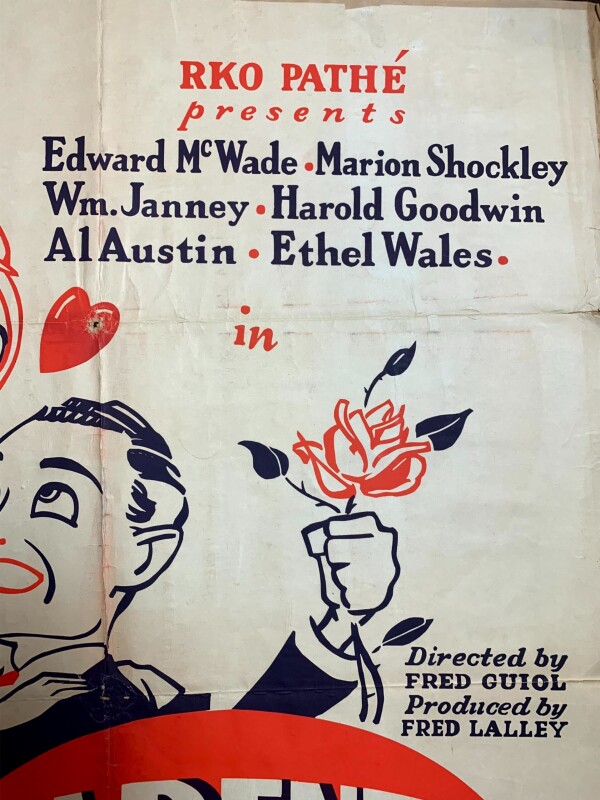 RKO PATHÉ
presents
Edward McWade • Marion Shockley
Wm. Janney • Harold Goodwin
Al Austin • Ethel Wales •
in
Directed by
FRED GUIOL
Produced by
FRED LALLEY